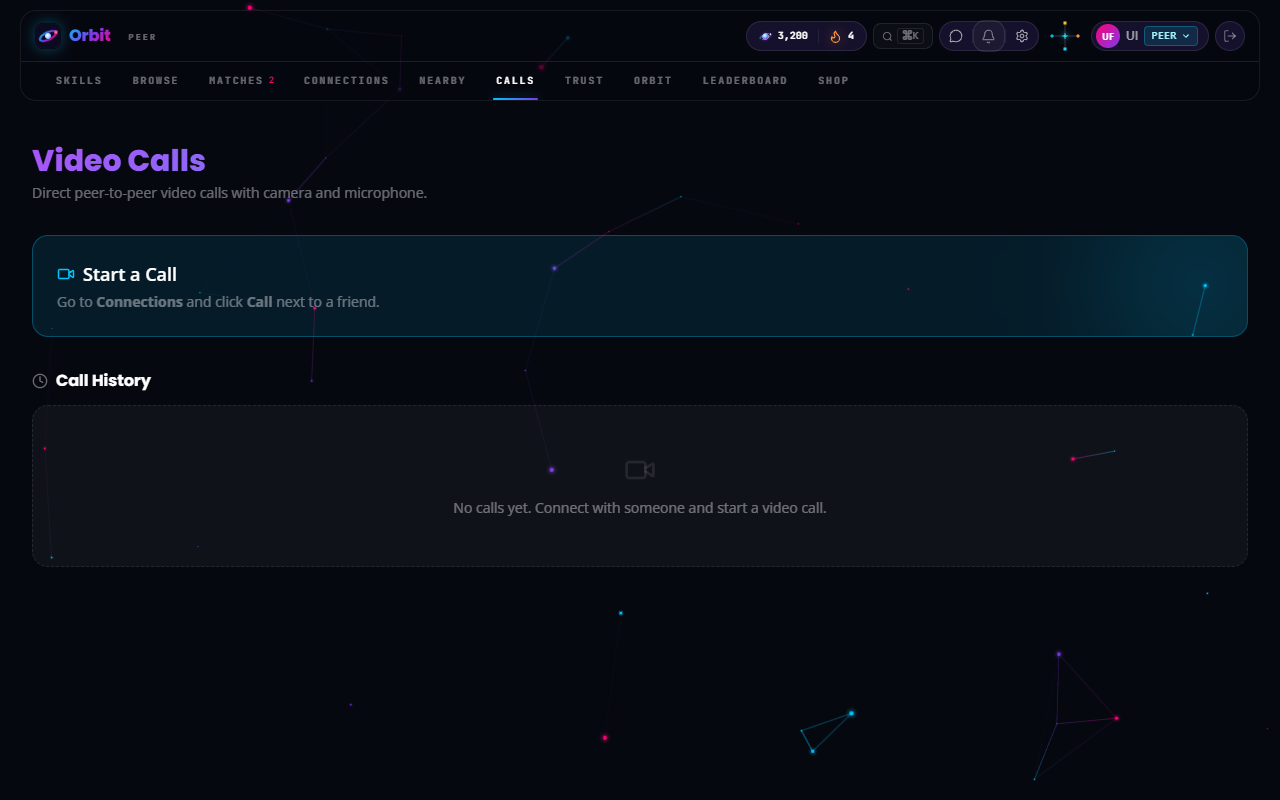 Orbit PEER 3,200 4 ⌘K UF UI PEER
SKILLS BROWSE MATCHES 2 CONNECTIONS NEARBY CALLS TRUST ORBIT LEADERBOARD SHOP
Video Calls
Direct peer-to-peer video calls with camera and microphone.
Start a Call
Go to Connections and click Call next to a friend.
Call History
No calls yet. Connect with someone and start a video call.